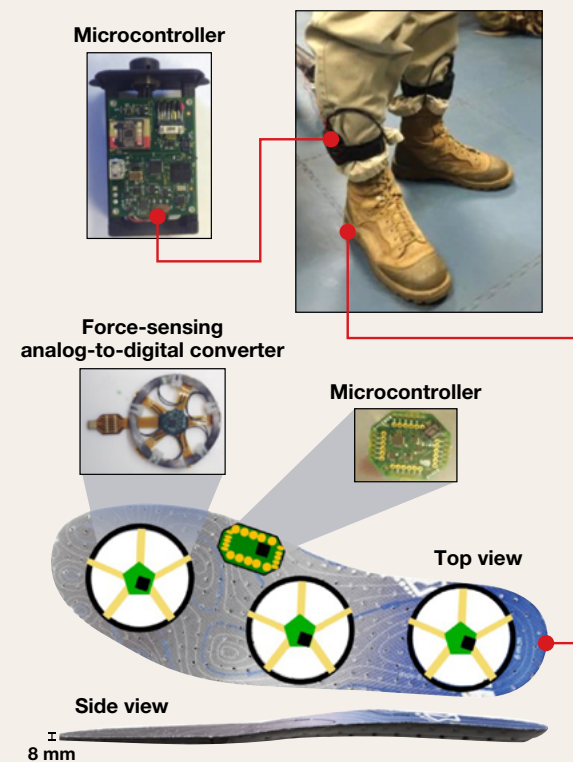 Microcontroller
Force-sensing
analog-to-digital converter
Microcontroller
Top view
Side view
8 mm